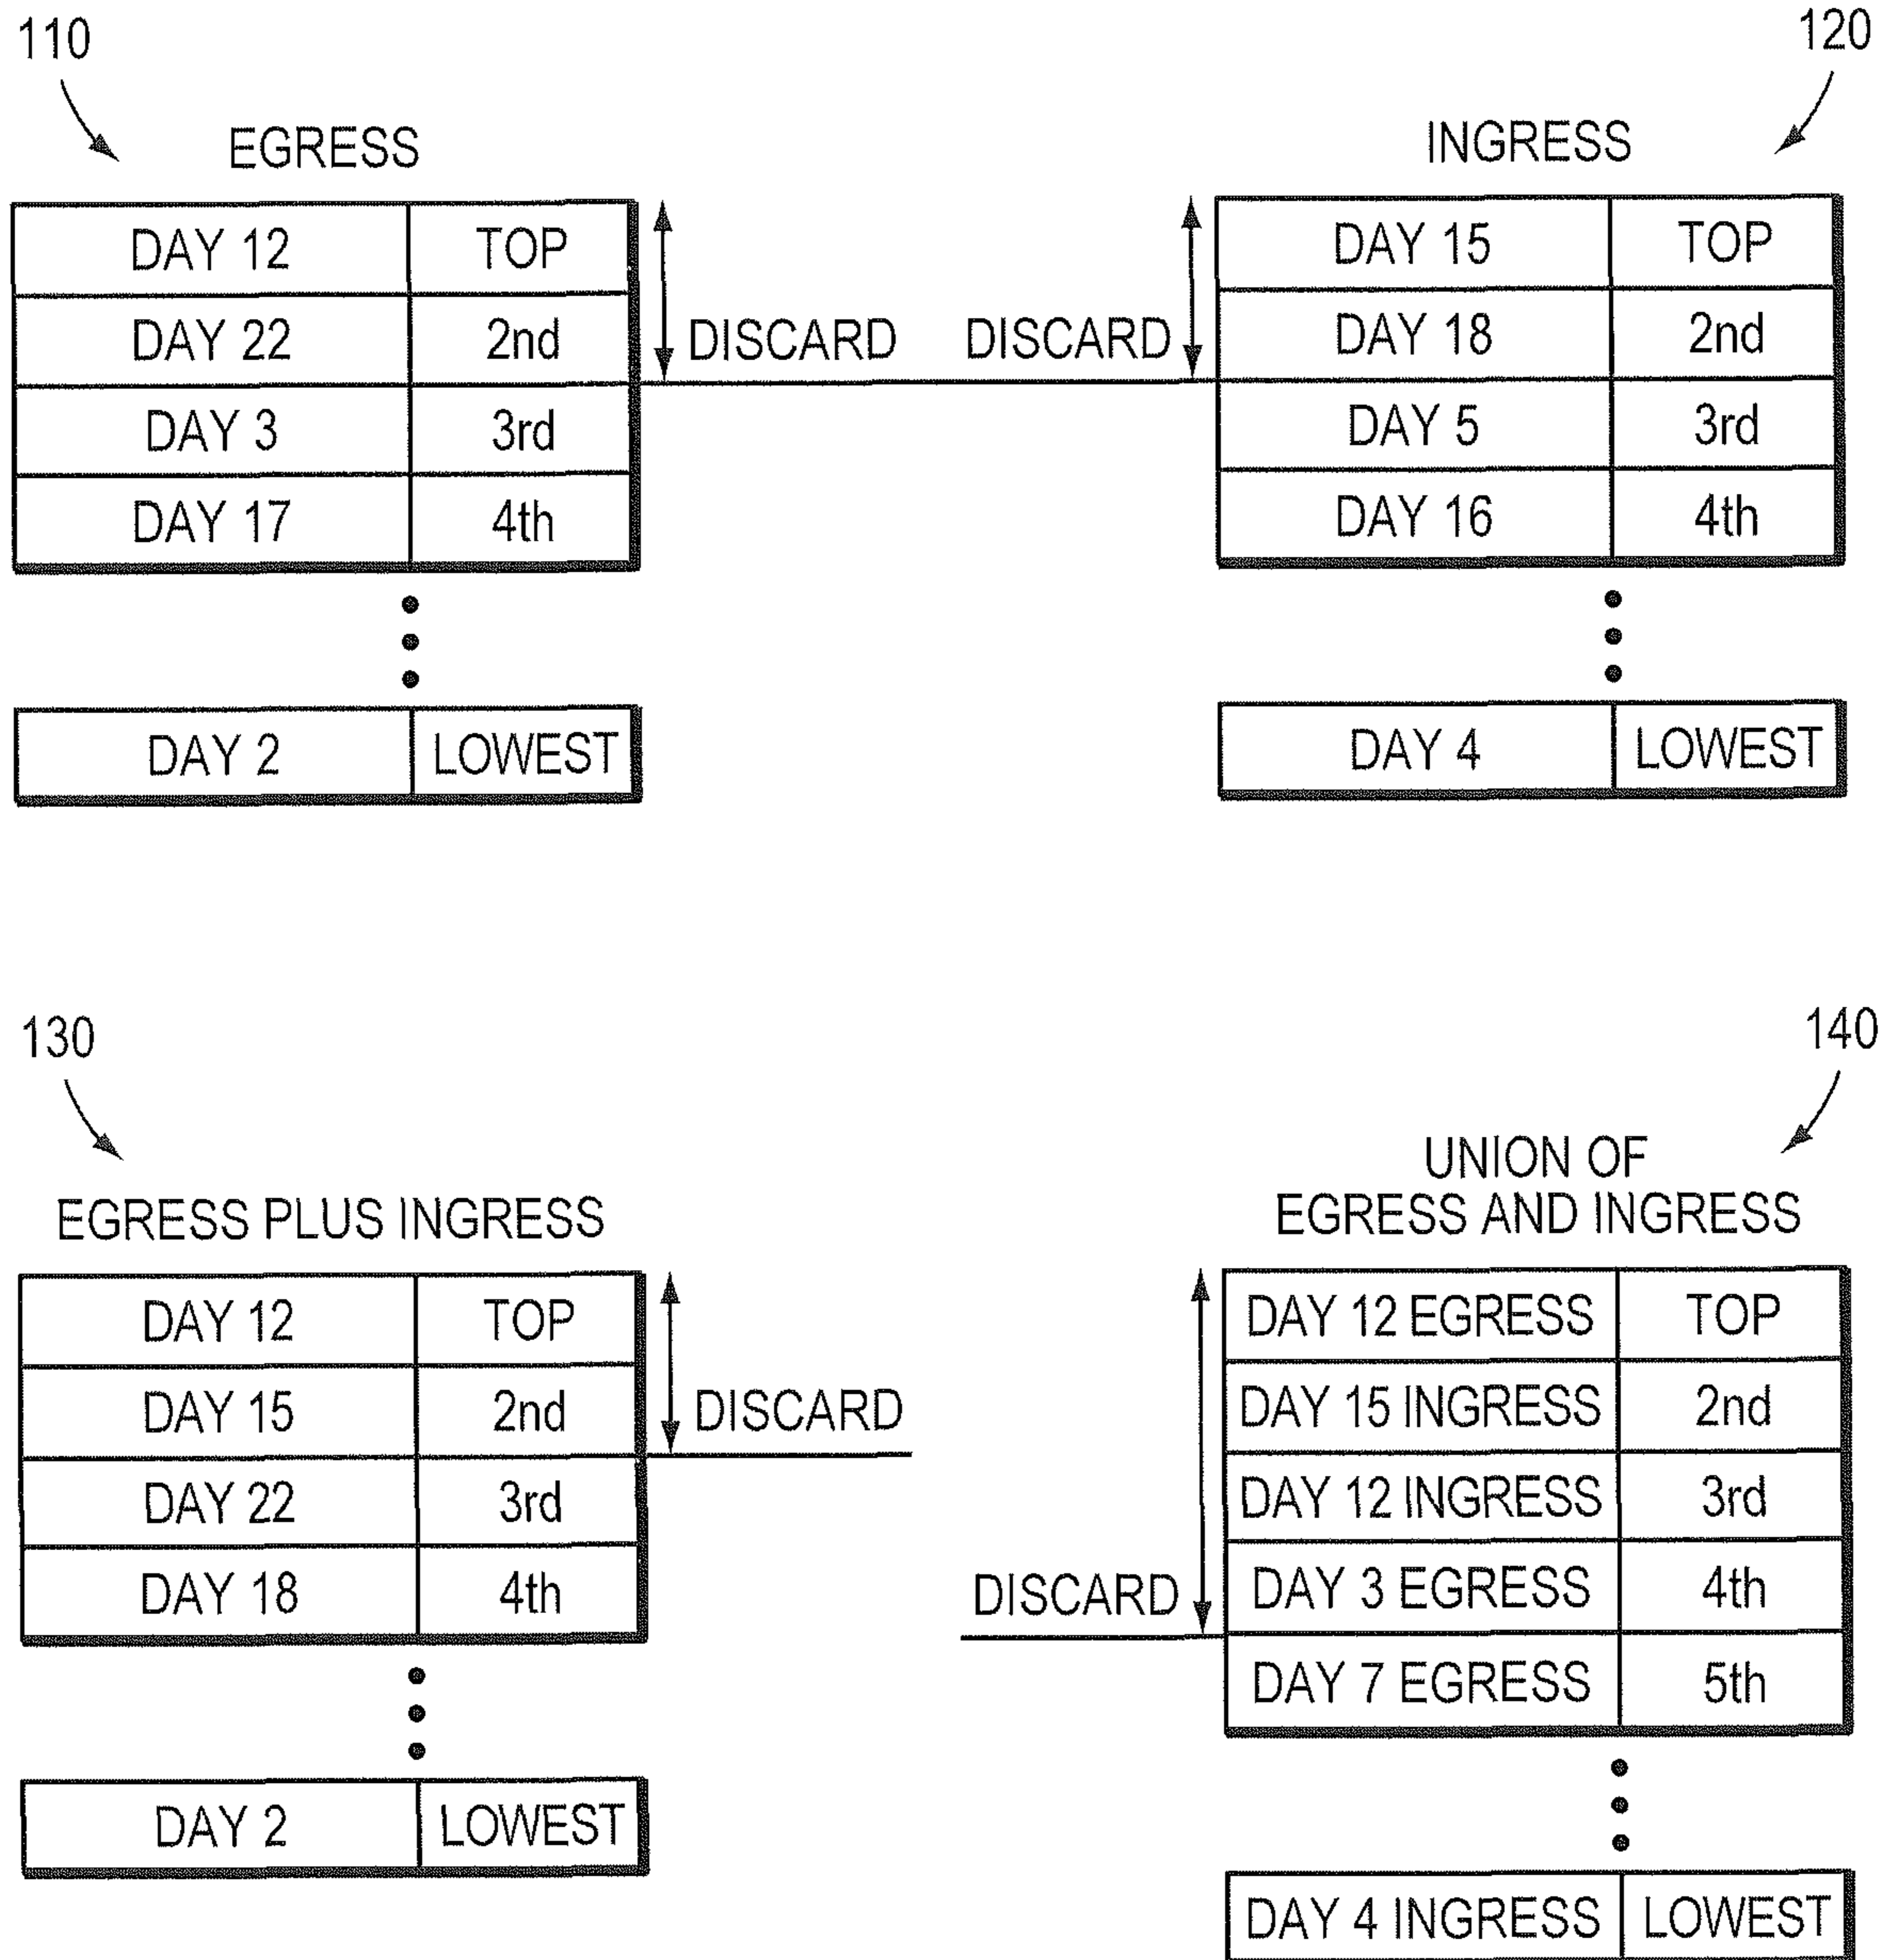 110
120
EGRESS
INGRESS
DAY 12 TOP
DAY 22 2nd
DAY 3 3rd
DAY 17 4th
DISCARD
DAY 2 LOWEST
DISCARD
DAY 15 TOP
DAY 18 2nd
DAY 5 3rd
DAY 16 4th
DAY 4 LOWEST
130
140
EGRESS PLUS INGRESS
DAY 12 TOP
DAY 15 2nd
DAY 22 3rd
DAY 18 4th
DISCARD
DAY 2 LOWEST
UNION OF
EGRESS AND INGRESS
DAY 12 EGRESS TOP
DAY 15 INGRESS 2nd
DAY 12 INGRESS 3rd
DAY 3 EGRESS 4th
DISCARD
DAY 7 EGRESS 5th
DAY 4 INGRESS LOWEST